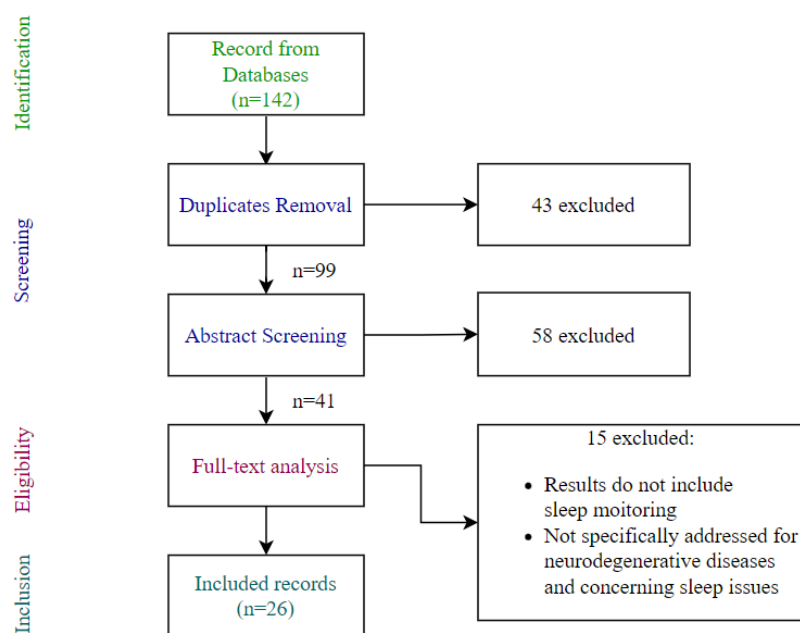 Identification
Record from
Databases
(n=142)
Screening
Duplicates Removal
43 excluded
n=99
Abstract Screening
58 excluded
n=41
Eligibility
Full-text analysis
15 excluded:
• Results do not include
sleep moitoring
• Not specifically addressed for
neurodegenerative diseases
and concerning sleep issues
Inclusion
Included records
(n=26)